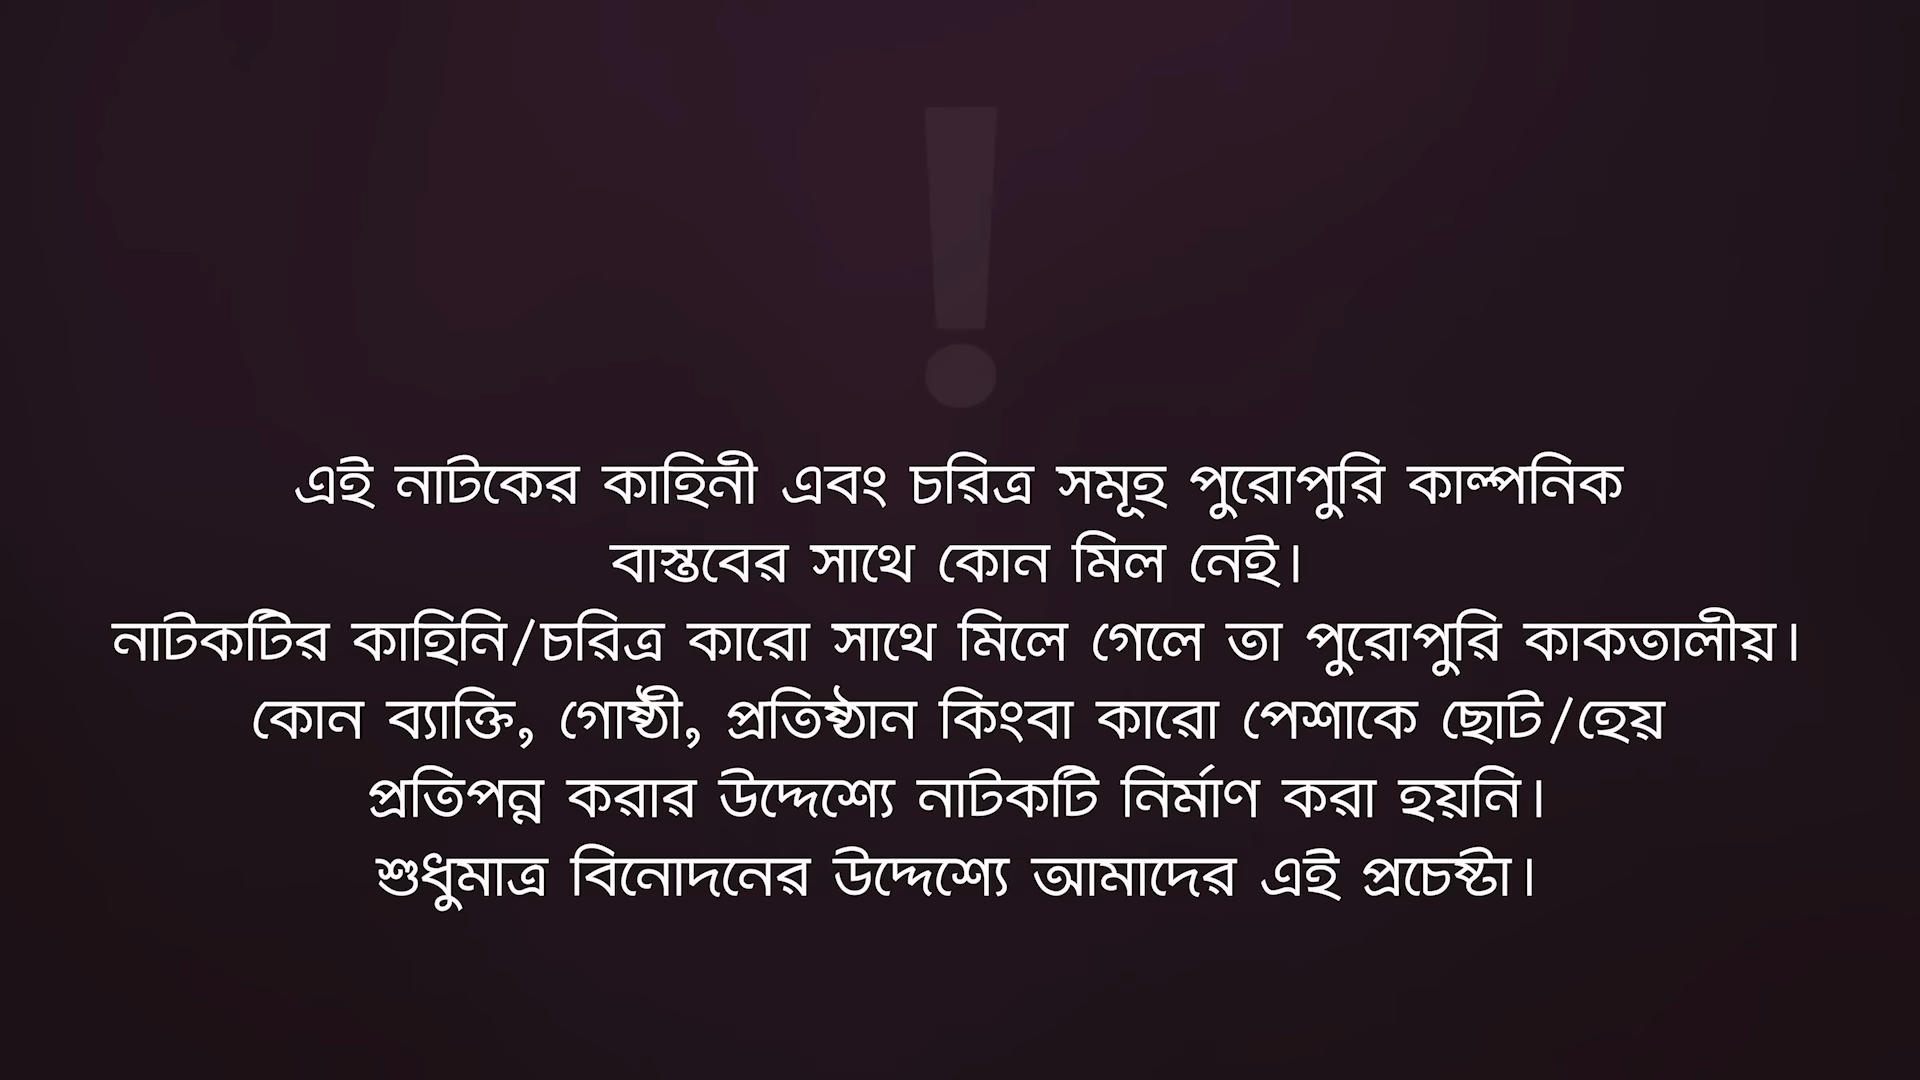 এই নাটকের কাহিনী এবং চরিত্র সমূহ পুরোপুরি কাল্পনিক
বাস্তবের সাথে কোন মিল নেই।
নাটকটির কাহিনি/চরিত্র কারো সাথে মিলে গেলে তা পুরোপুরি কাকতালীয়।
কোন ব্যাক্তি, গোষ্ঠী, প্রতিষ্ঠান কিংবা কারো পেশাকে ছোট/হেয়
প্রতিপন্ন করার উদ্দেশ্যে নাটকটি নির্মাণ করা হয়নি।
শুধুমাত্র বিনোদনের উদ্দেশ্যে আমাদের এই প্রচেষ্টা।